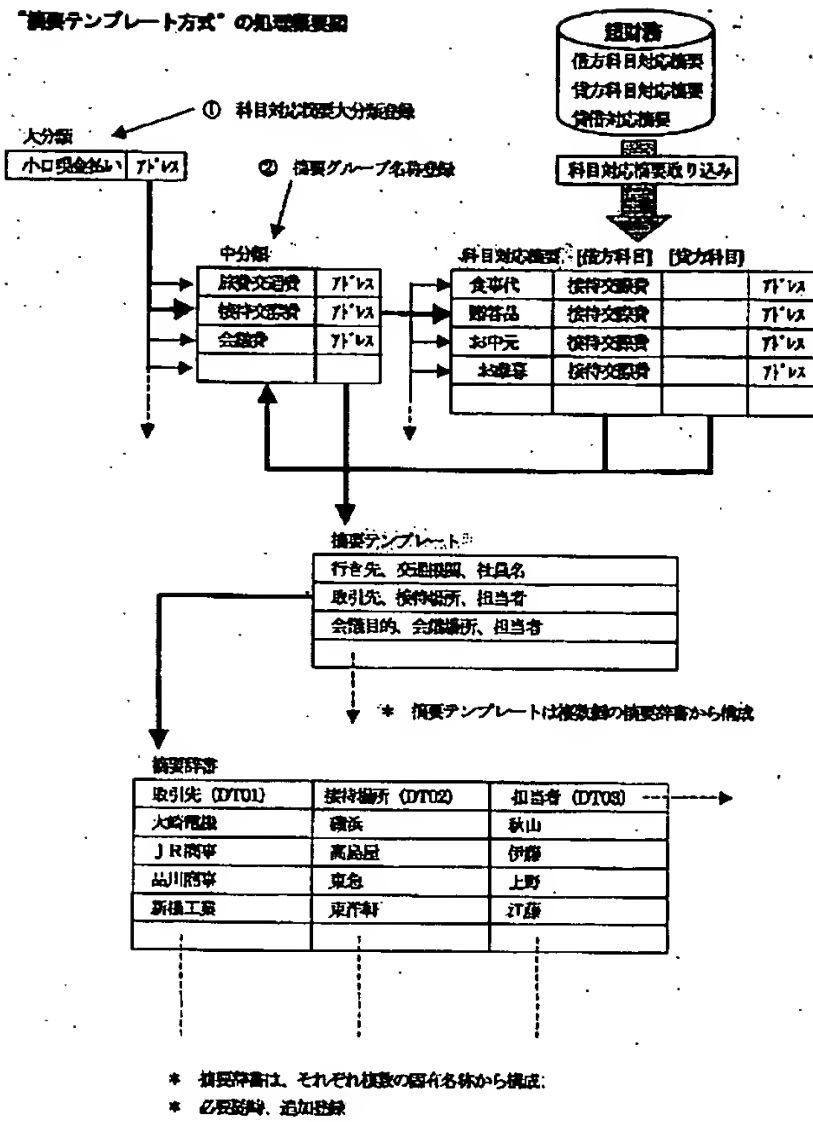 “摘要テンプレート方式”の処理概要図
超財務
借方科目対応摘要
貸方科目対応摘要
貸借対応摘要
① 科目対応摘要大分類登録
大分類
小口現金払い アドレス
② 摘要グループ名称登録
科目対応摘要取り込み
中分類
旅費交通費 アドレス
接待交際費 アドレス
会議費 アドレス
科目対応摘要 [借方科目] [貸方科目]
食事代 接待交際費 アドレス
贈答品 接待交際費 アドレス
お中元 接待交際費 アドレス
お歳暮 接待交際費 アドレス
摘要テンプレート
行き先、交通機関、社員名
取引先、接待場所、担当者
会議目的、会議場所、担当者
* 摘要テンプレートは複数個の摘要辞書から構成
摘要辞書
取引先 (DT01) 接待場所 (DT02) 担当者 (DT03)
大崎電機 磯浜 秋山
JR商事 高島屋 伊藤
品川商事 東急 上野
新橋工業 東洋軒 江藤
* 摘要辞書は、それぞれ複数の固有名称から構成
* 必要随時、追加登録